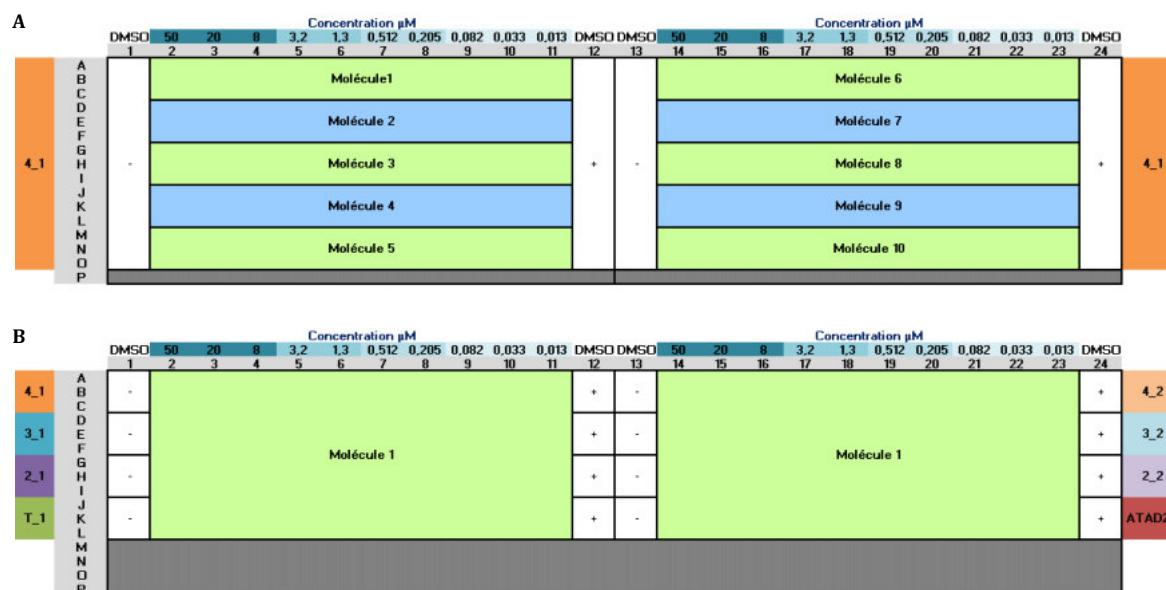 A
Concentration µM
DMSO 50 20 8 3,2 1,3 0,512 0,205 0,082 0,033 0,013 DMSO DMSO 50 20 8 3,2 1,3 0,512 0,205 0,082 0,033 0,013 DMSO
1 2 3 4 5 6 7 8 9 10 11 12 13 14 15 16 17 18 19 20 21 22 23 24
A
B Molécule1 Molécule 6
C
D
E Molécule 2 Molécule 7
F
G
4_1 H - Molécule 3 + - Molécule 8 + 4_1
I
J
K Molécule 4 Molécule 9
L
M
N Molécule 5 Molécule 10
O
P
B
Concentration µM
DMSO 50 20 8 3,2 1,3 0,512 0,205 0,082 0,033 0,013 DMSO DMSO 50 20 8 3,2 1,3 0,512 0,205 0,082 0,033 0,013 DMSO
1 2 3 4 5 6 7 8 9 10 11 12 13 14 15 16 17 18 19 20 21 22 23 24
A
4_1 B - + - + 4_2
C
D
3_1 E - + - + 3_2
F
Molécule 1 Molécule 1
G
2_1 H - + - + 2_2
I
J
T_1 K - + - + ATAD2
L
M
N
O
P